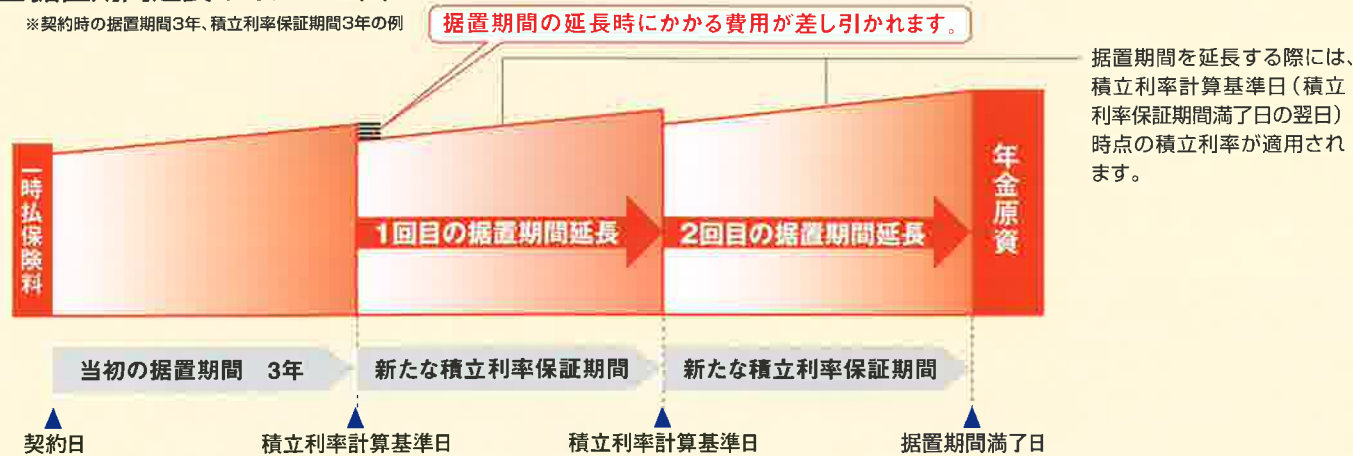 ※契約時の据置期間3年、積立利率保証期間3年の例
据置期間の延長時にかかる費用が差し引かれます。
据置期間を延長する際には、
積立利率計算基準日(積立
利率保証期間満了日の翌日)
時点の積立利率が適用され
ます。
一時払保険料
1回目の据置期間延長
2回目の据置期間延長
年金原資
当初の据置期間 3年
新たな積立利率保証期間
新たな積立利率保証期間
契約日
積立利率計算基準日
積立利率計算基準日
据置期間満了日